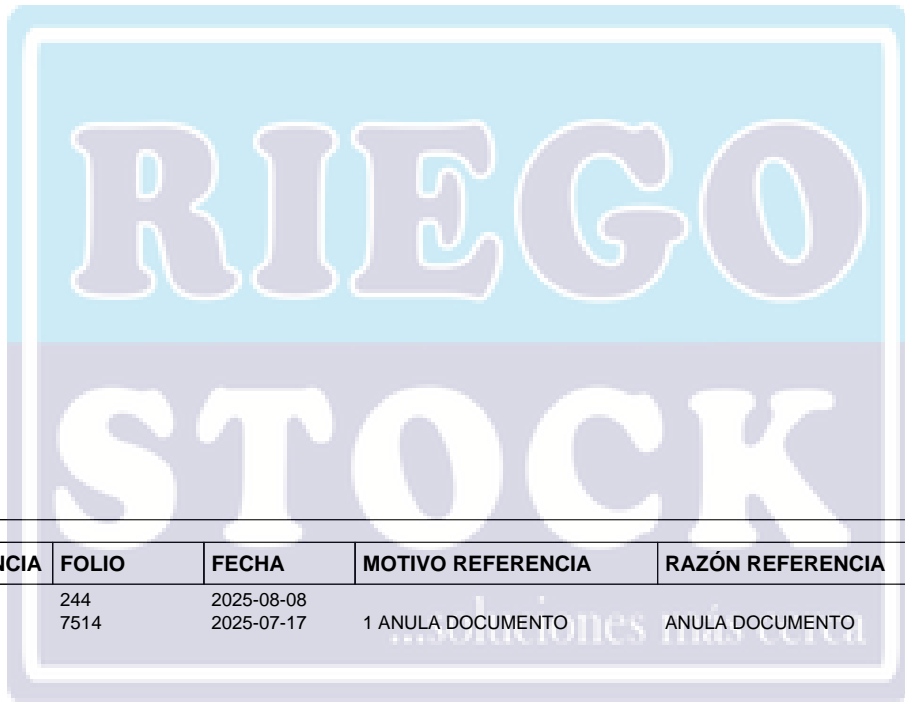 RIEGO
STOCK
NCIA FOLIO FECHA MOTIVO REFERENCIA RAZÓN REFERENCIA
244 2025-08-08
7514 2025-07-17 1 ANULA DOCUMENTO ANULA DOCUMENTO
...soluciones más cerca